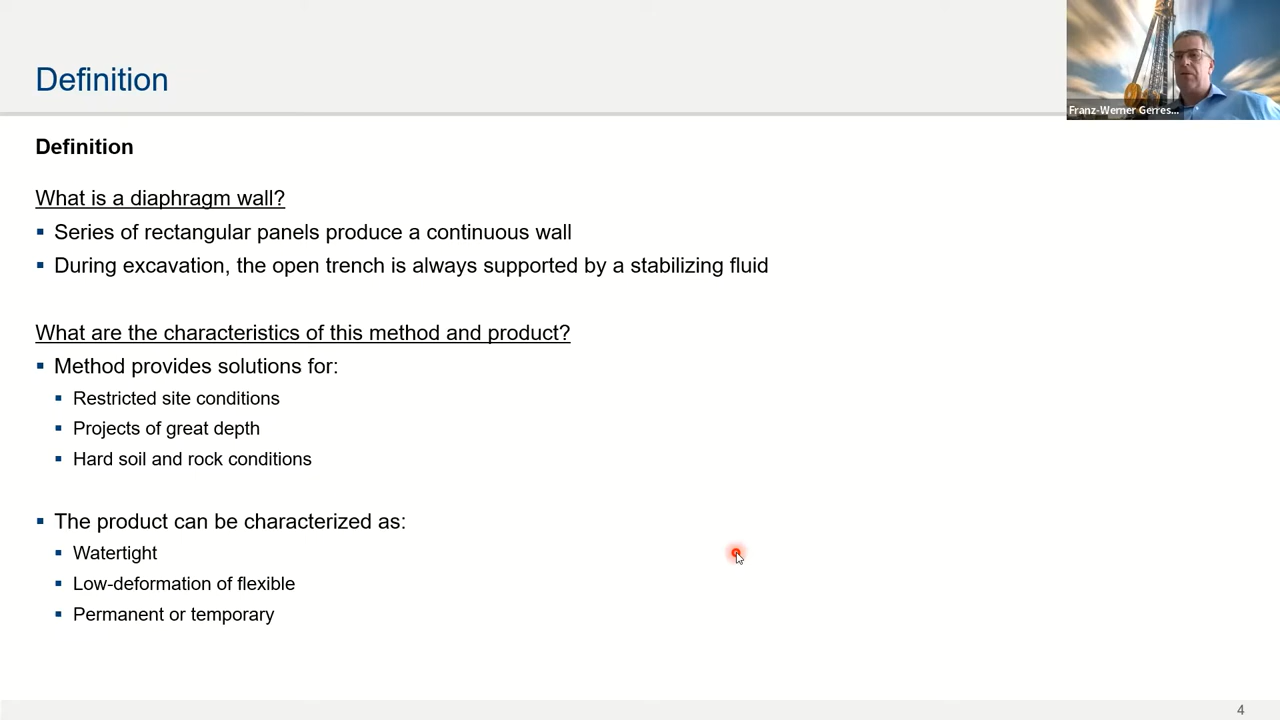 Definition
Franz-Werner Gerres...
Definition
What is a diaphragm wall?
Series of rectangular panels produce a continuous wall
During excavation, the open trench is always supported by a stabilizing fluid
What are the characteristics of this method and product?
Method provides solutions for:
Restricted site conditions
Projects of great depth
Hard soil and rock conditions
The product can be characterized as:
Watertight
Low-deformation of flexible
Permanent or temporary
4